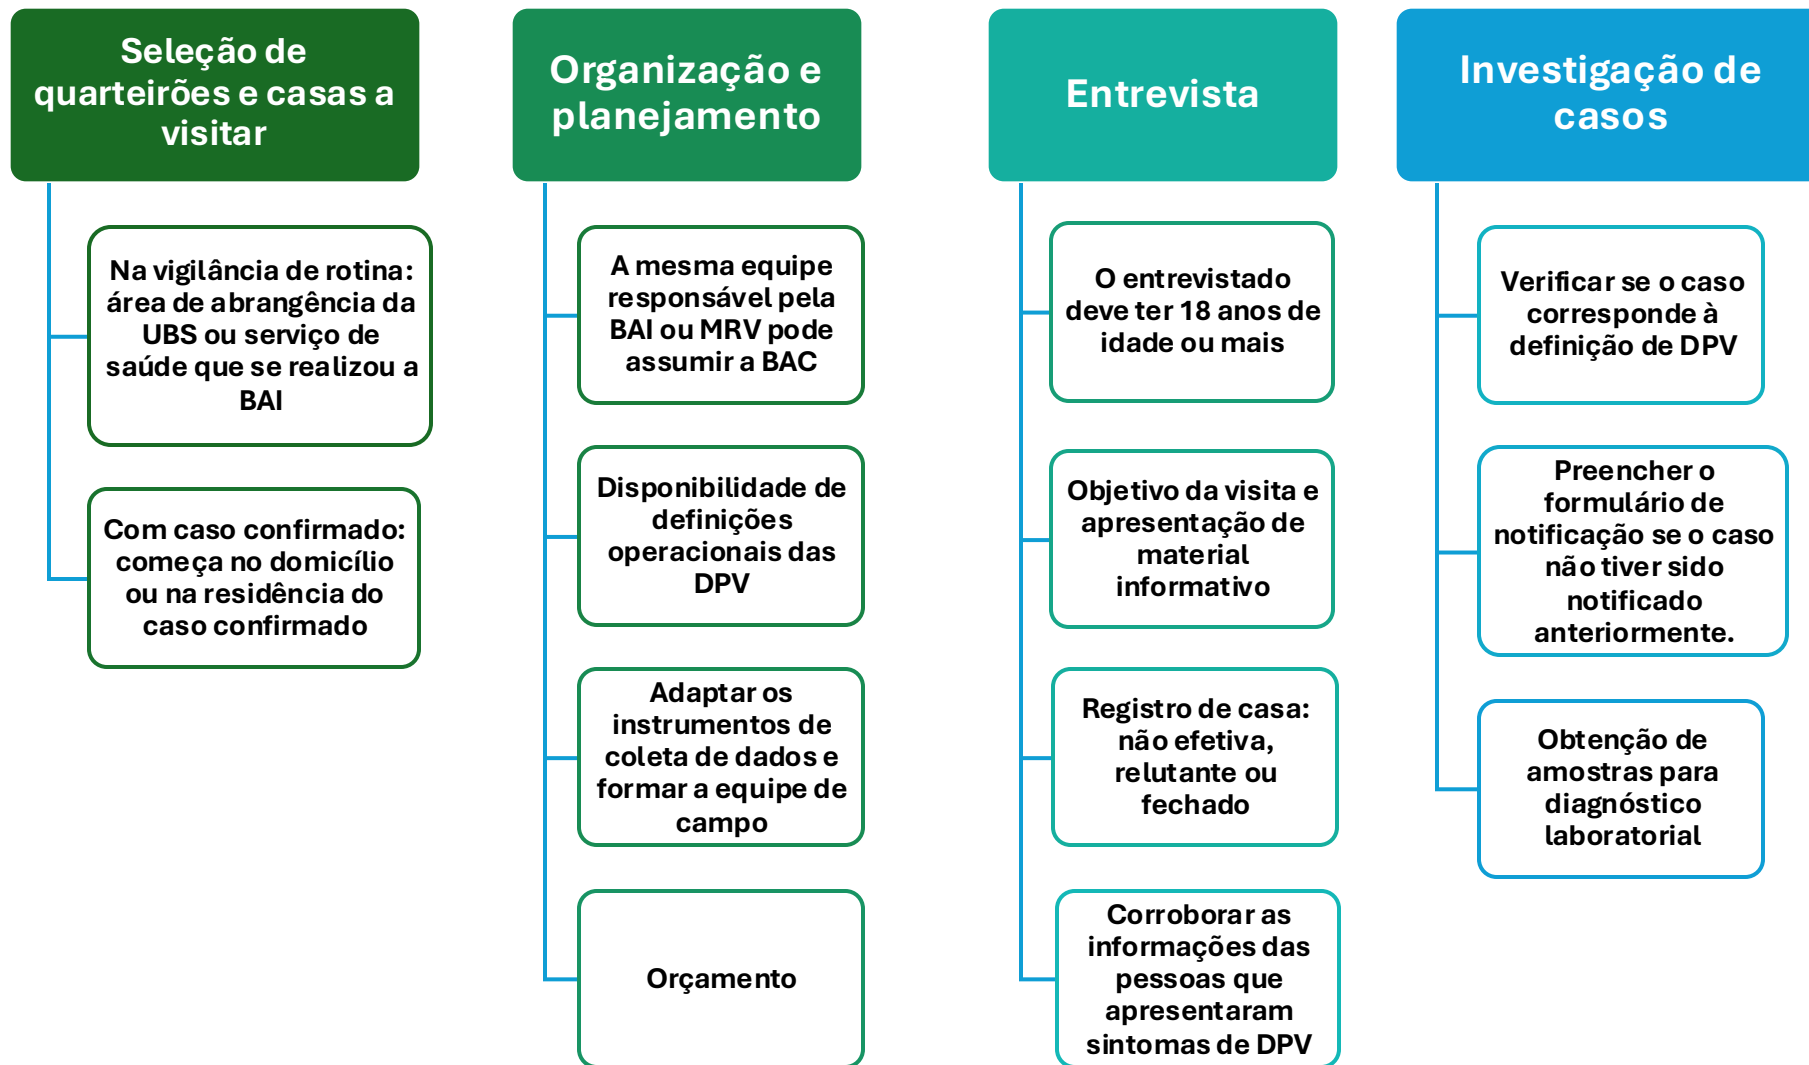 Seleção de
quarteirões e casas a
visitar
Na vigilância de rotina:
área de abrangência da
UBS ou serviço de
saúde que se realizou a
BAI
Com caso confirmado:
começa no domicílio
ou na residência do
caso confirmado
Organização e
planejamento
A mesma equipe
responsável pela
BAI ou MRV pode
assumir a BAC
Disponibilidade de
definições
operacionais das
DPV
Adaptar os
instrumentos de
coleta de dados e
formar a equipe de
campo
Orçamento
Entrevista
O entrevistado
deve ter 18 anos de
idade ou mais
Objetivo da visita e
apresentação de
material
informativo
Registro de casa:
não efetiva,
relutante ou
fechado
Corroborar as
informações das
pessoas que
apresentaram
sintomas de DPV
Investigação de
casos
Verificar se o caso
corresponde à
definição de DPV
Preencher o
formulário de
notificação se o caso
não tiver sido
notificado
anteriormente.
Obtenção de
amostras para
diagnóstico
laboratorial